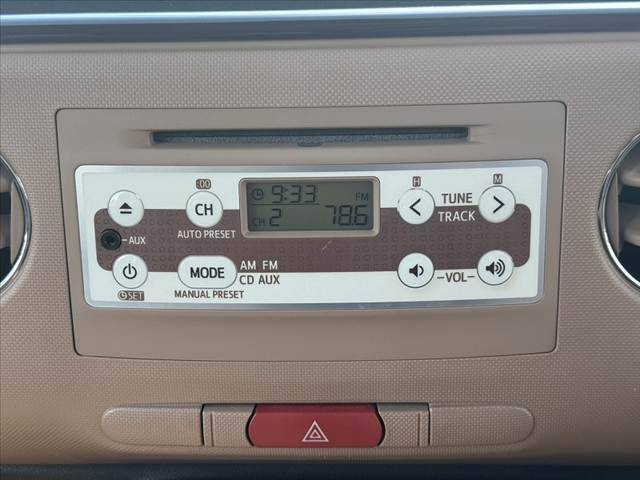 :00
9:33 FM
CH 2 78.6
CH
AUTO PRESET
AUX
SET
MODE
AM FM
CD AUX
MANUAL PRESET
H
M
< TUNE >
TRACK
-VOL-